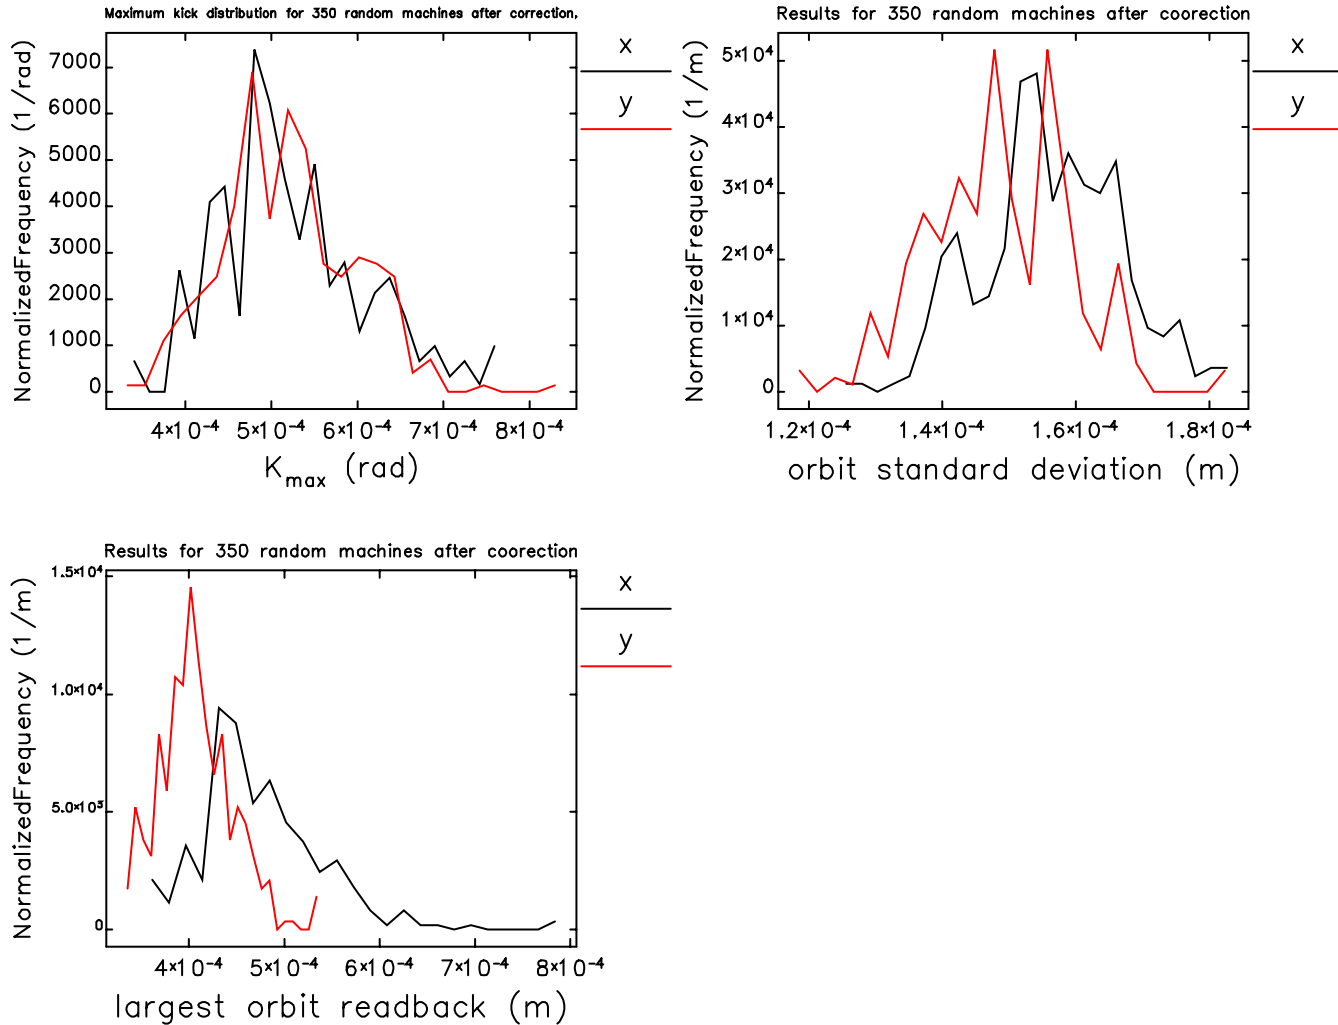 Maximum kick distribution for 350 random machines after correction,
NormalizedFrequency (1/rad)
7000
6000
5000
4000
3000
2000
1000
0
4×10⁻⁴ 5×10⁻⁴ 6×10⁻⁴ 7×10⁻⁴ 8×10⁻⁴
Kₘₐₓ (rad)
x
y
Results for 350 random machines after coorection
NormalizedFrequency (1/m)
5×10⁴
4×10⁴
3×10⁴
2×10⁴
1×10⁴
0
1.2×10⁻⁴ 1.4×10⁻⁴ 1.6×10⁻⁴ 1.8×10⁻⁴
orbit standard deviation (m)
x
y
Results for 350 random machines after coorection
NormalizedFrequency (1/m)
1.5×10⁴
1.0×10⁴
5.0×10³
0
4×10⁻⁴ 5×10⁻⁴ 6×10⁻⁴ 7×10⁻⁴ 8×10⁻⁴
largest orbit readback (m)
x
y